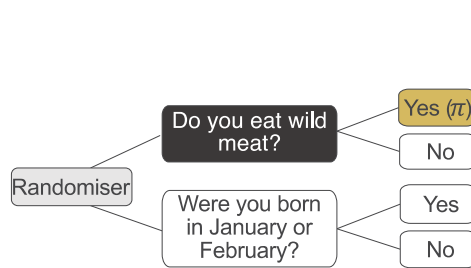 Do you eat wild
meat?
Yes (π)
No
Randomiser
Were you born
in January or
February?
Yes
No